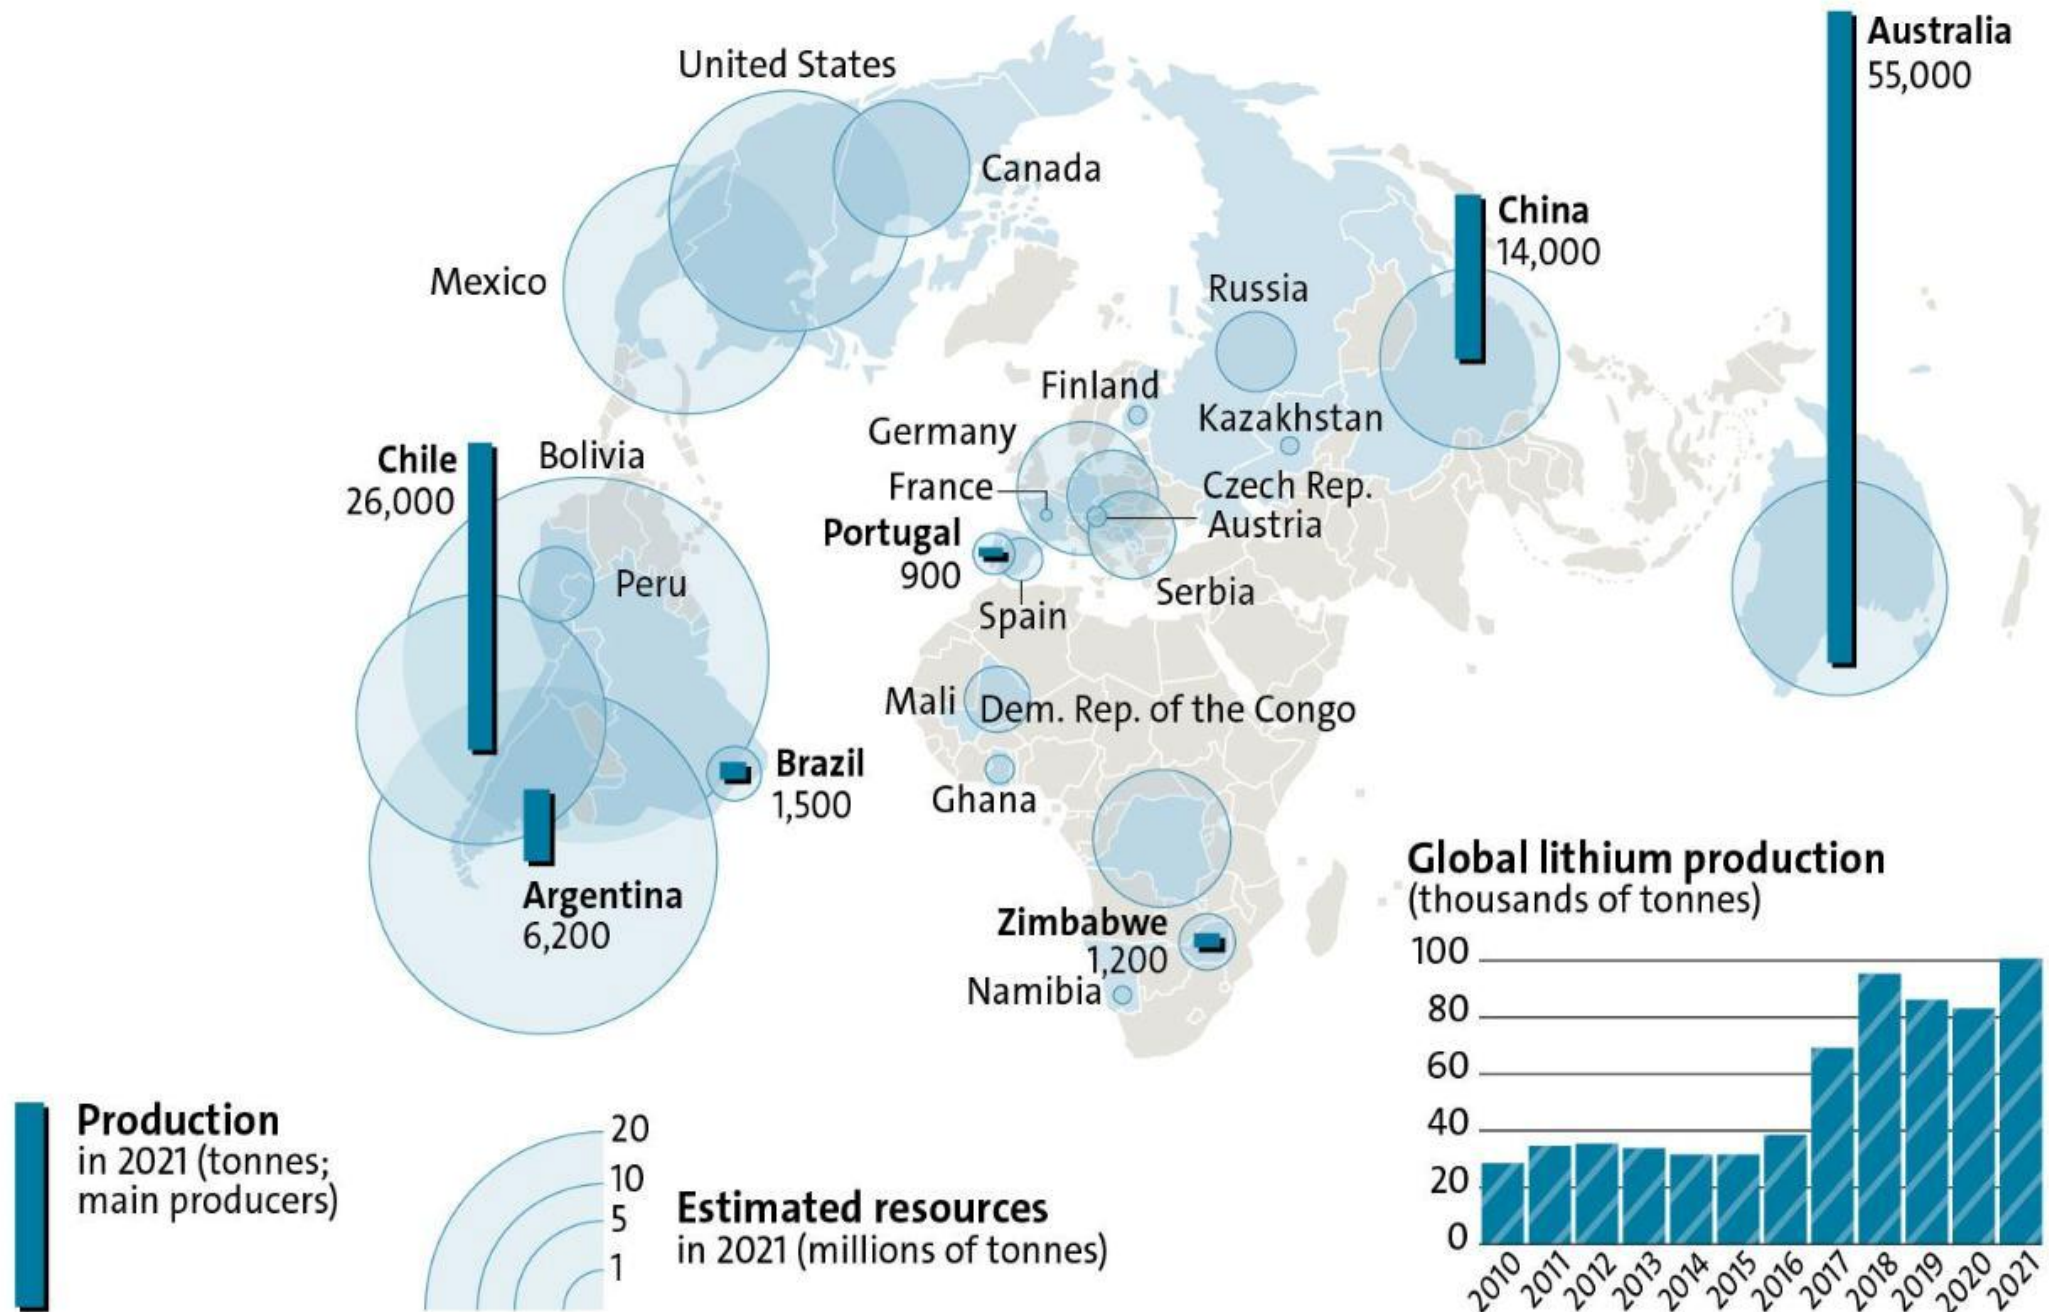 United States
Canada
Mexico
Australia
55,000
China
14,000
Russia
Finland
Kazakhstan
Germany
France
Czech Rep.
Austria
Portugal
900
Spain
Serbia
Chile
26,000
Bolivia
Peru
Mali
Dem. Rep. of the Congo
Ghana
Brazil
1,500
Argentina
6,200
Zimbabwe
1,200
Namibia
Production
in 2021 (tonnes;
main producers)
20
10
5
1
Estimated resources
in 2021 (millions of tonnes)
Global lithium production
(thousands of tonnes)
100
80
60
40
20
0
2010
2011
2012
2013
2014
2015
2016
2017
2018
2019
2020
2021